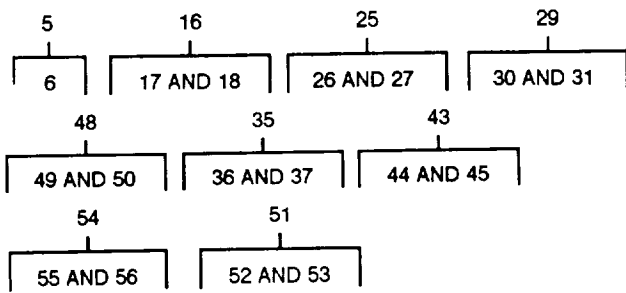 5 16 25 29
6 17 AND 18 26 AND 27 30 AND 31
48 35 43
49 AND 50 36 AND 37 44 AND 45
54 51
55 AND 56 52 AND 53